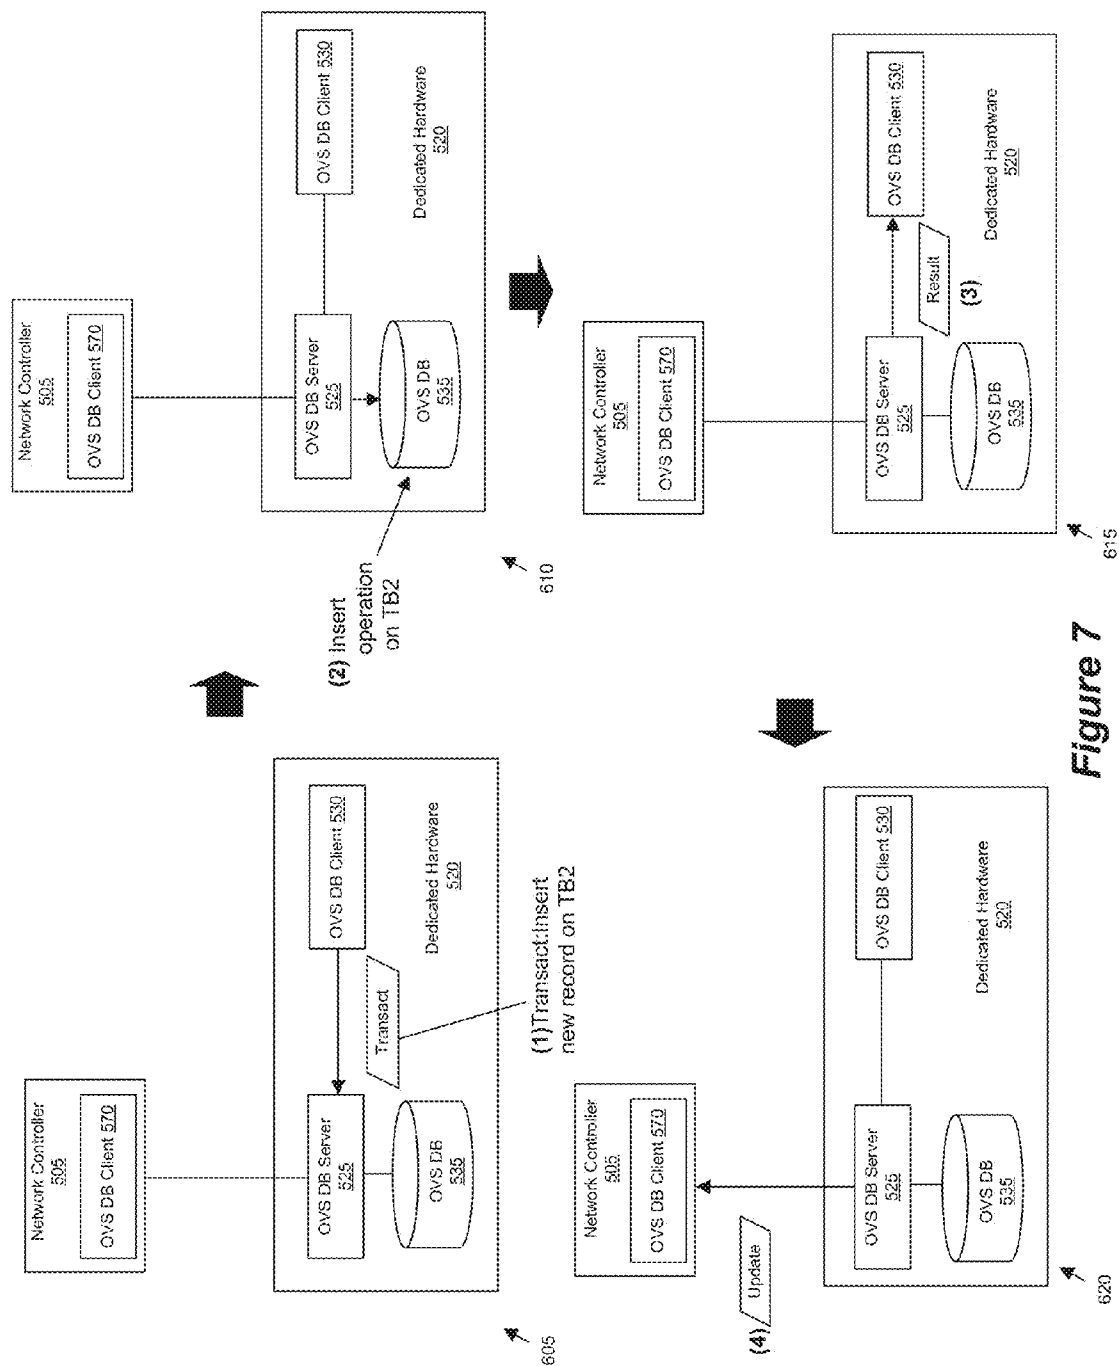 Network Controller
505
OVS DB Client 570
OVS DB Server
525
OVS DB
535
OVS DB Client 530
Transact
Dedicated Hardware
520
(1)Transact:Insert
new record on TB2
605
Network Controller
505
OVS DB Client 570
OVS DB Server
525
OVS DB
535
OVS DB Client 530
Dedicated Hardware
520
(2) Insert
operation
on TB2
610
Network Controller
505
OVS DB Client 570
OVS DB Server
525
OVS DB
535
OVS DB Client 530
Result
(3)
Dedicated Hardware
520
615
Network Controller
505
OVS DB Client 570
Update
(4)
OVS DB Server
525
OVS DB
535
OVS DB Client 530
Dedicated Hardware
520
620
Figure 7